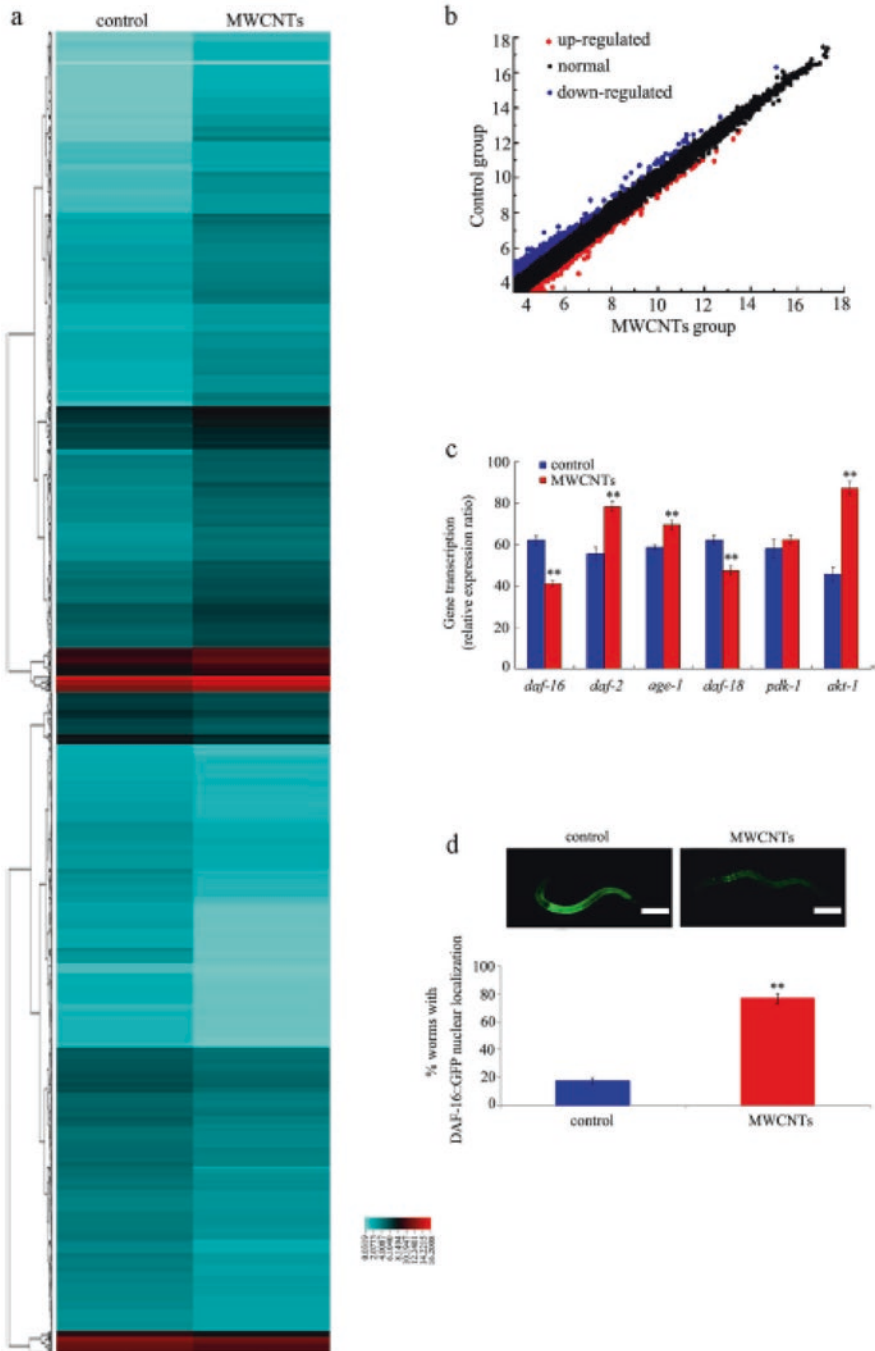 a
control MWCNTs
b
up-regulated
normal
down-regulated
Control group
18
16
14
12
10
8
6
4
4 6 8 10 12 14 16 18
MWCNTs group
c
control
MWCNTs
Gene transcription
(relative expression ratio)
100
80
60
40
20
0
** ** ** ** **
daf-16 daf-2 age-1 daf-18 pdk-1 akt-1
d
control MWCNTs
% worms with
DAF-16::GFP nuclear localization
100
80
60
40
20
0
**
control MWCNTs